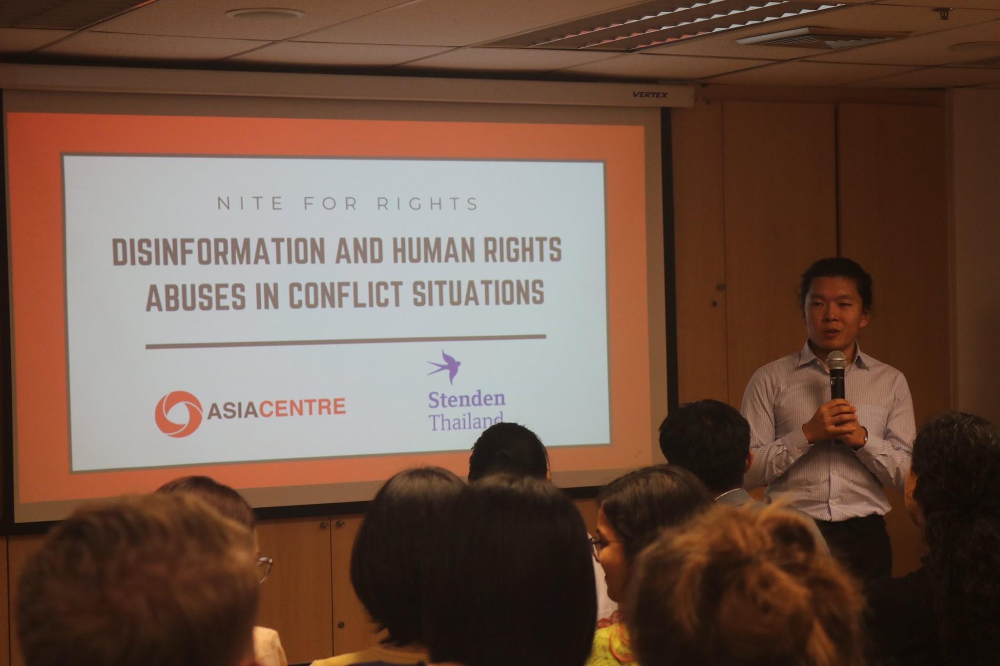 VERTEX
NITE FOR RIGHTS
DISINFORMATION AND HUMAN RIGHTS
ABUSES IN CONFLICT SITUATIONS
ASIACENTRE
Stenden
Thailand